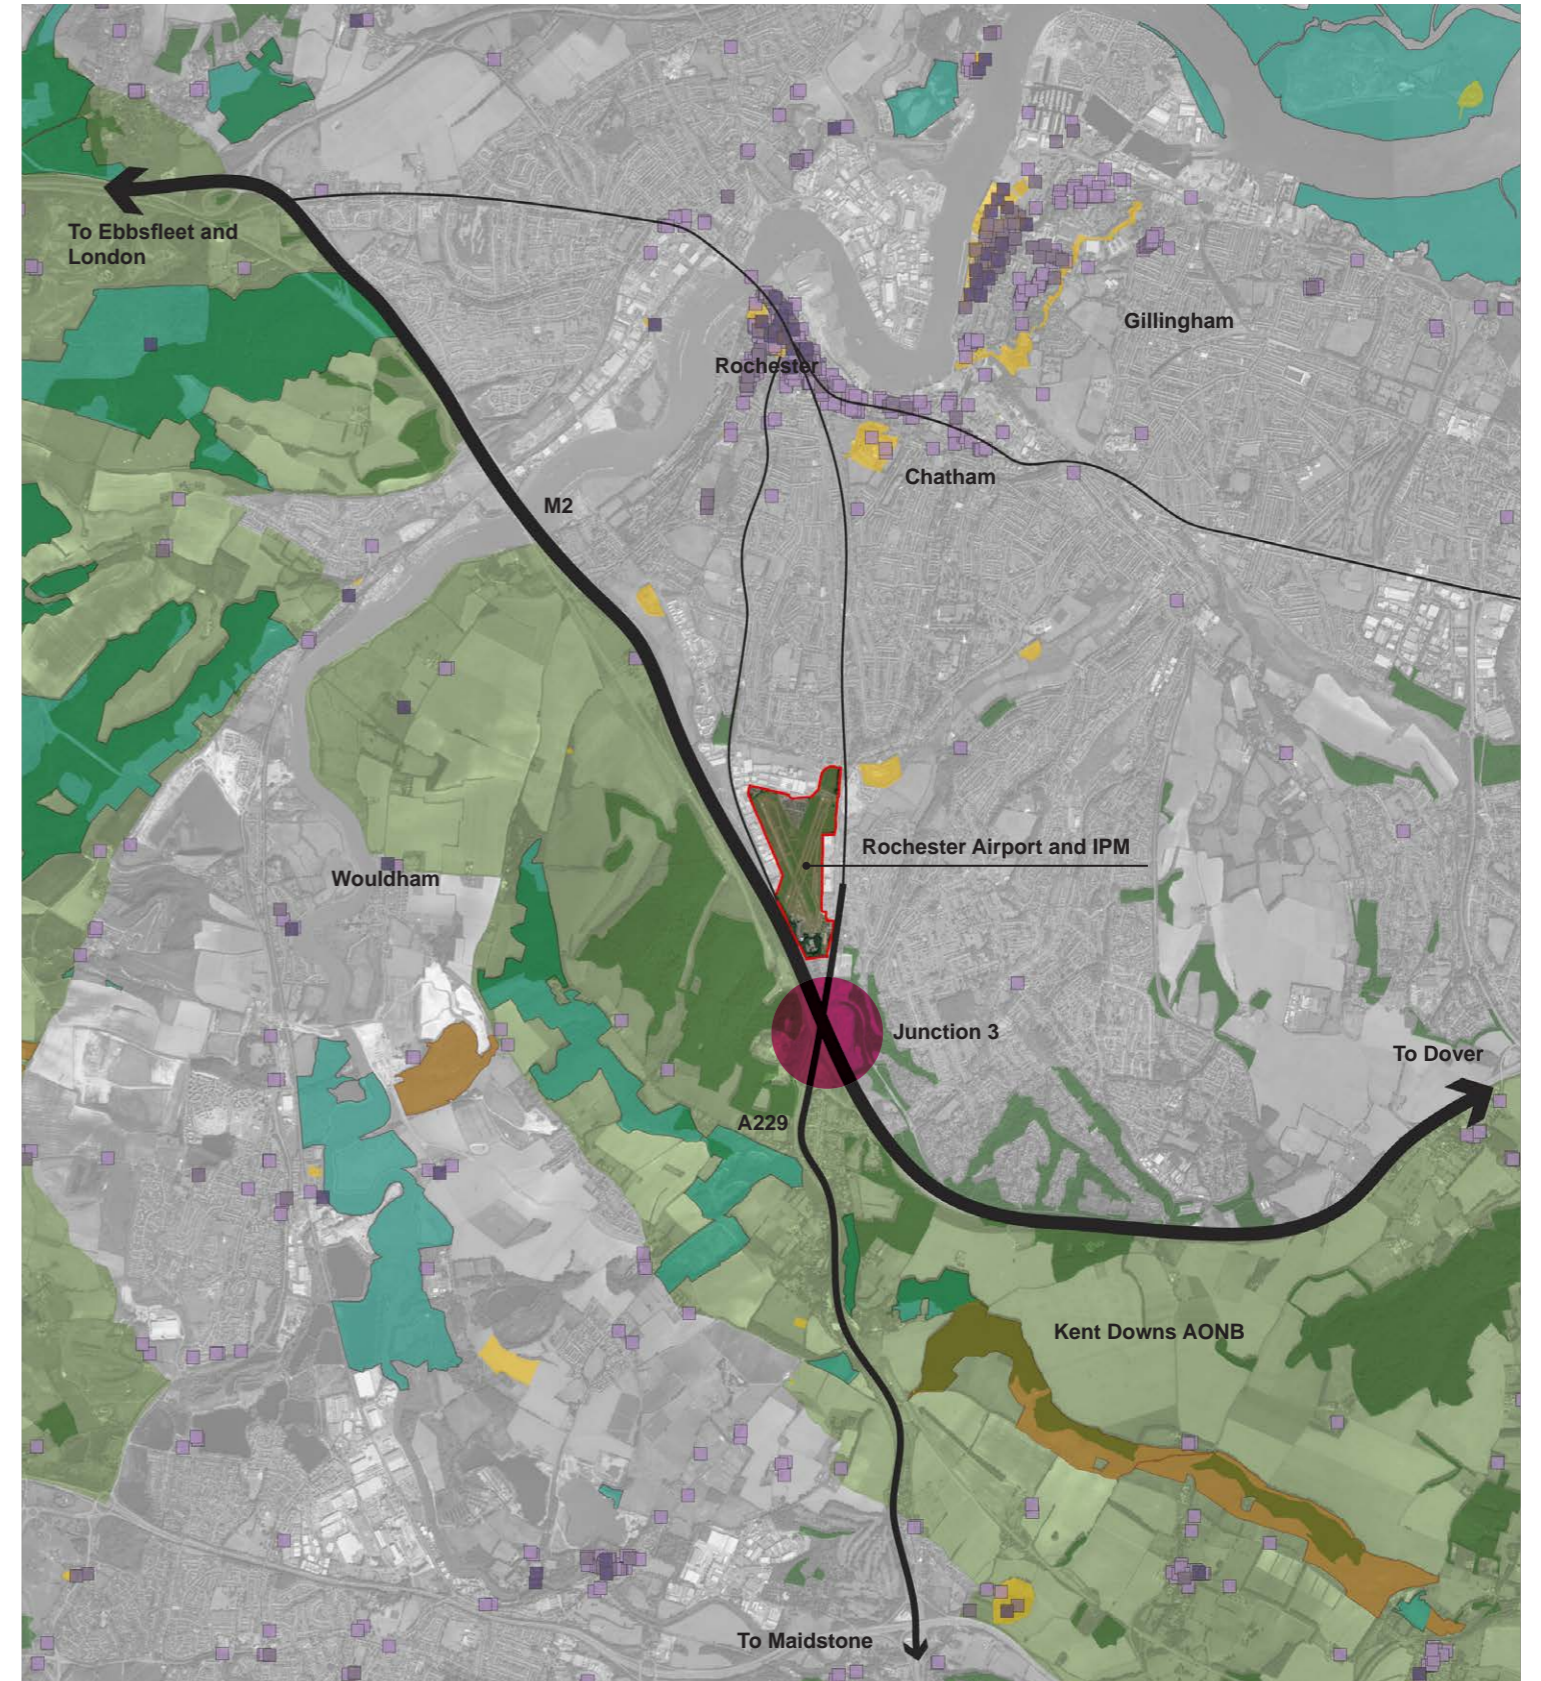 To Ebbsfleet and
London
Gillingham
Rochester
Chatham
M2
Rochester Airport and IPM
Wouldham
Junction 3
To Dover
A229
Kent Downs AONB
To Maidstone